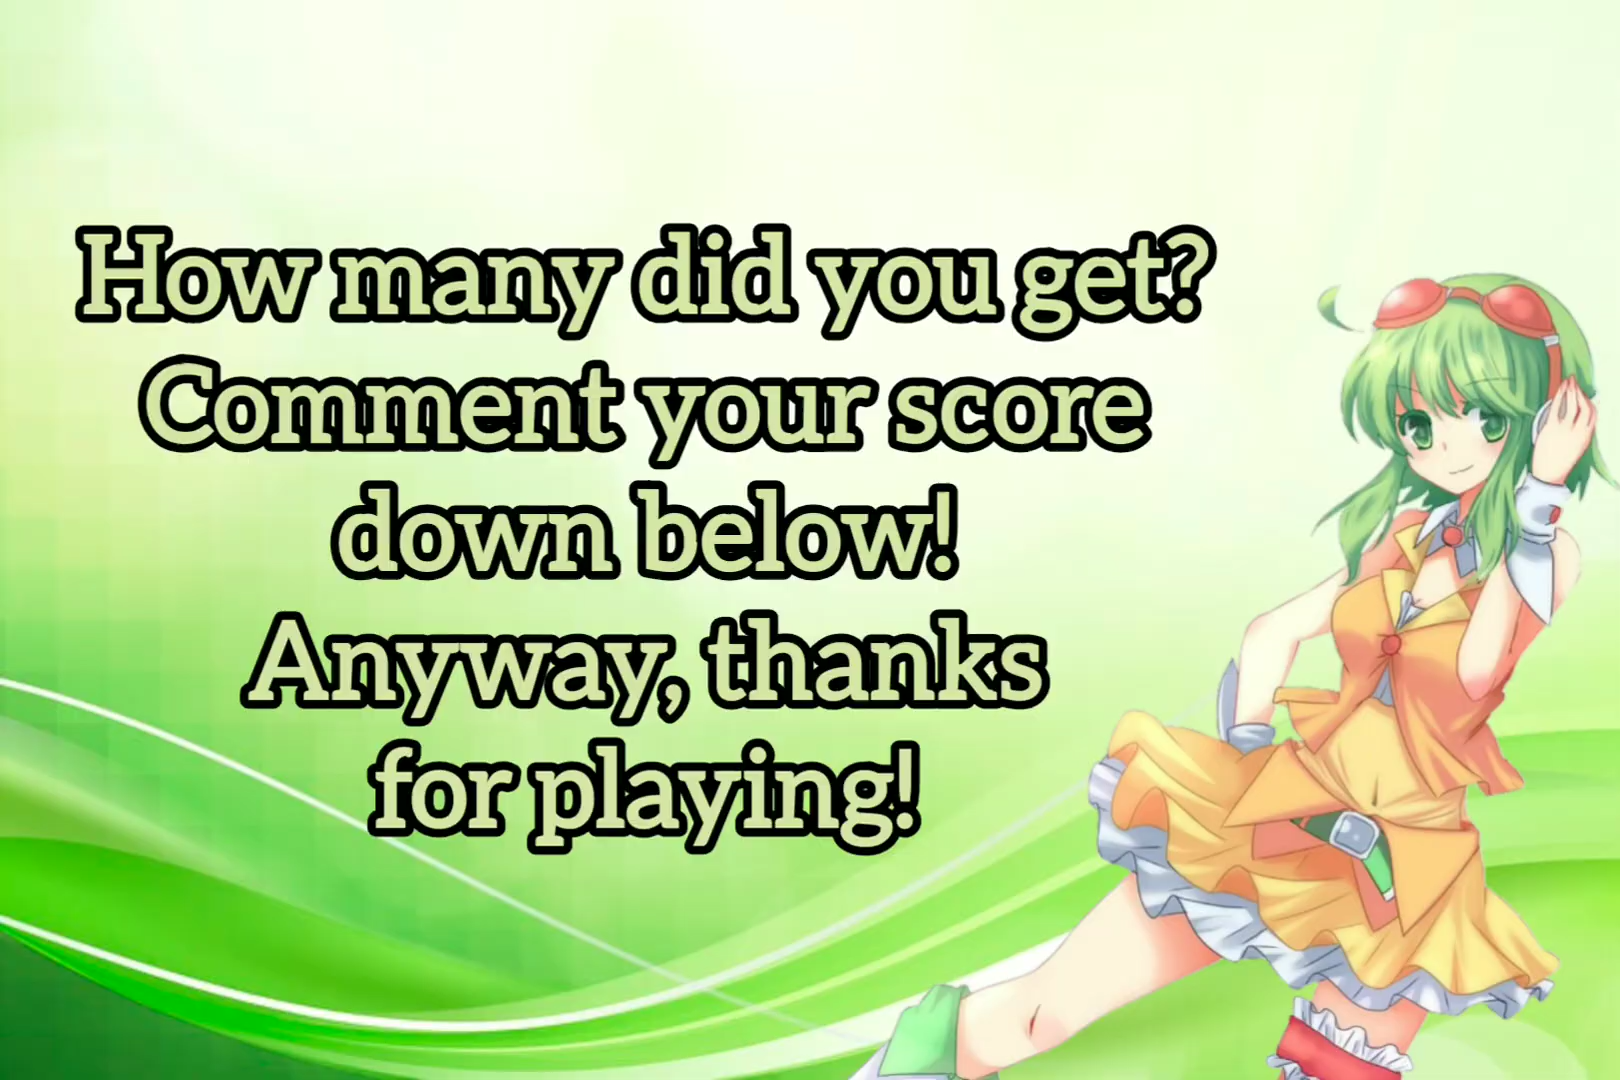 How many did you get?
Comment your score
down below!
Anyway, thanks
for playing!